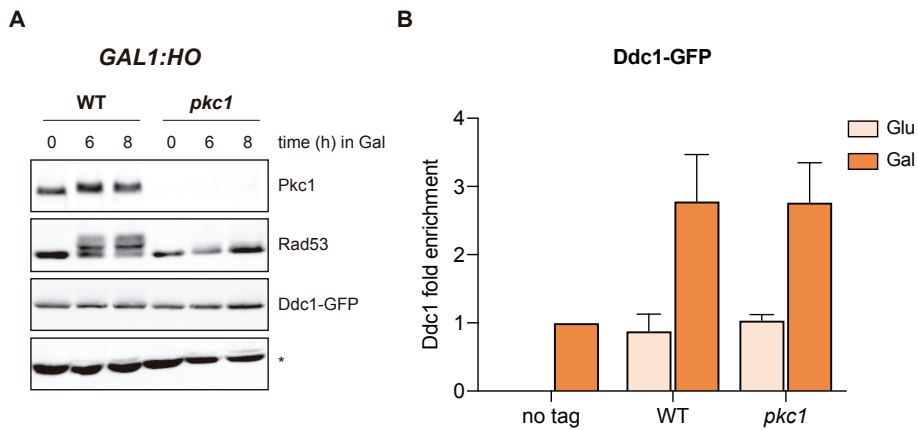 A
GAL1:HO
WT pkc1
0 6 8 0 6 8 time (h) in Gal
Pkc1
Rad53
Ddc1-GFP
*
B
Ddc1-GFP
Ddc1 fold enrichment
4
3
2
1
0
no tag WT pkc1
Glu
Gal